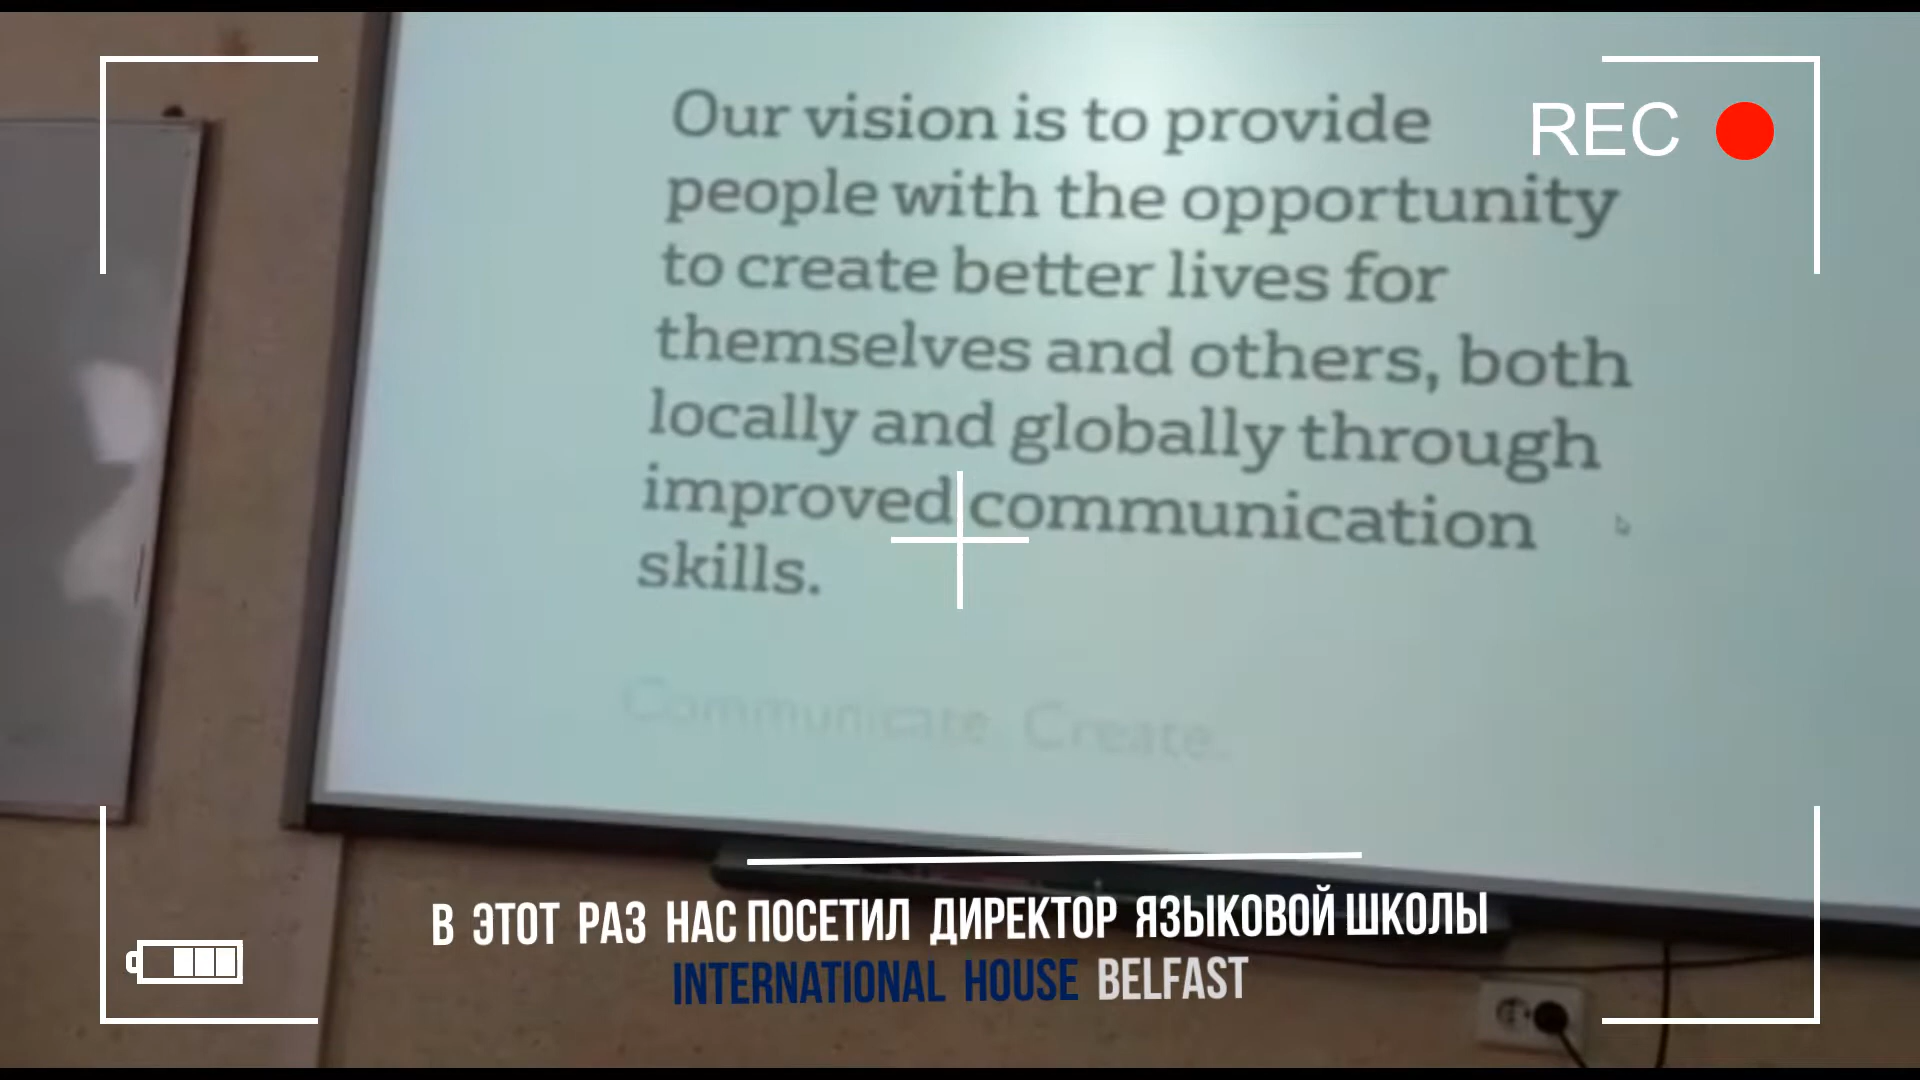 Our vision is to provide
REC
people with the opportunity
to create better lives for
themselves and others, both
locally and globally through
improved communication
skills.
Communicate. Create.
В ЭТОТ РАЗ НАС ПОСЕТИЛ ДИРЕКТОР ЯЗЫКОВОЙ ШКОЛЫ
INTERNATIONAL HOUSE BELFAST